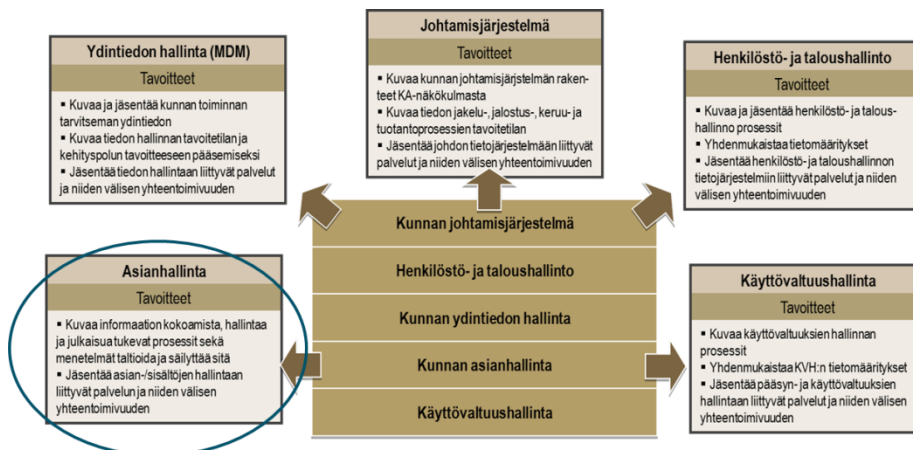 Ydintiedon hallinta (MDM)
Tavoitteet
▪ Kuvaa ja jäsentää kunnan toiminnan
tarvitseman ydintiedon
▪ Kuvaa tiedon hallinnan tavoitetilan ja
kehityspolun tavoitteeseen pääsemiseksi
▪ Jäsentää tiedon hallintaan liittyvät palvelut
ja niiden välisen yhteentoimivuuden
Johtamisjärjestelmä
Tavoitteet
▪ Kuvaa kunnan johtamisjärjstelmän raken-
teet KA-näkökulmasta
▪ Kuvaa tiedon jakelu-, jalostus-, keruu- ja
tuotantoprosessien tavoitetilan
▪ Jäsentää johdon tietojärjestelmään liittyvät
palvelut ja niiden välisen yhteentoimivuuden
Henkilöstö- ja taloushallinto
Tavoitteet
▪ Kuvaa ja jäsentää henkilöstö- ja talous-
hallinno prosessit
▪ Yhdenmukaistaa tietomääritykset
▪ Jäsentää henkilöstö- ja taloushallinnon
tietojärjestelmiin liittyvät palvelut ja niiden
välisen yhteentoimivuuden
Kunnan johtamisjärjestelmä
Henkilöstö- ja taloushallinto
Kunnan ydintiedon hallinta
Kunnan asianhallinta
Käyttövaltuushallinta
Asianhallinta
Tavoitteet
▪ Kuvaa informaation kokoamista, hallintaa
ja julkaisua tukevat prosessit sekä
menetelmät taltioida ja säilyttää sitä
▪ Jäsentää asian-/sisältöjen hallintaan
liittyvät palvelun ja niiden välisen
yhteentoimivuuden
Käyttövaltuushallinta
Tavoitteet
▪ Kuvaa käyttövaltuuksien hallinnan
prosessit
▪ Yhdenmukaistaa KVH:n tietomääritykset
▪ Jäsentää pääsyn- ja käyttövaltuuksien
hallintaan liittyvät palvelut ja niiden välisen
yhteentoimivuuden